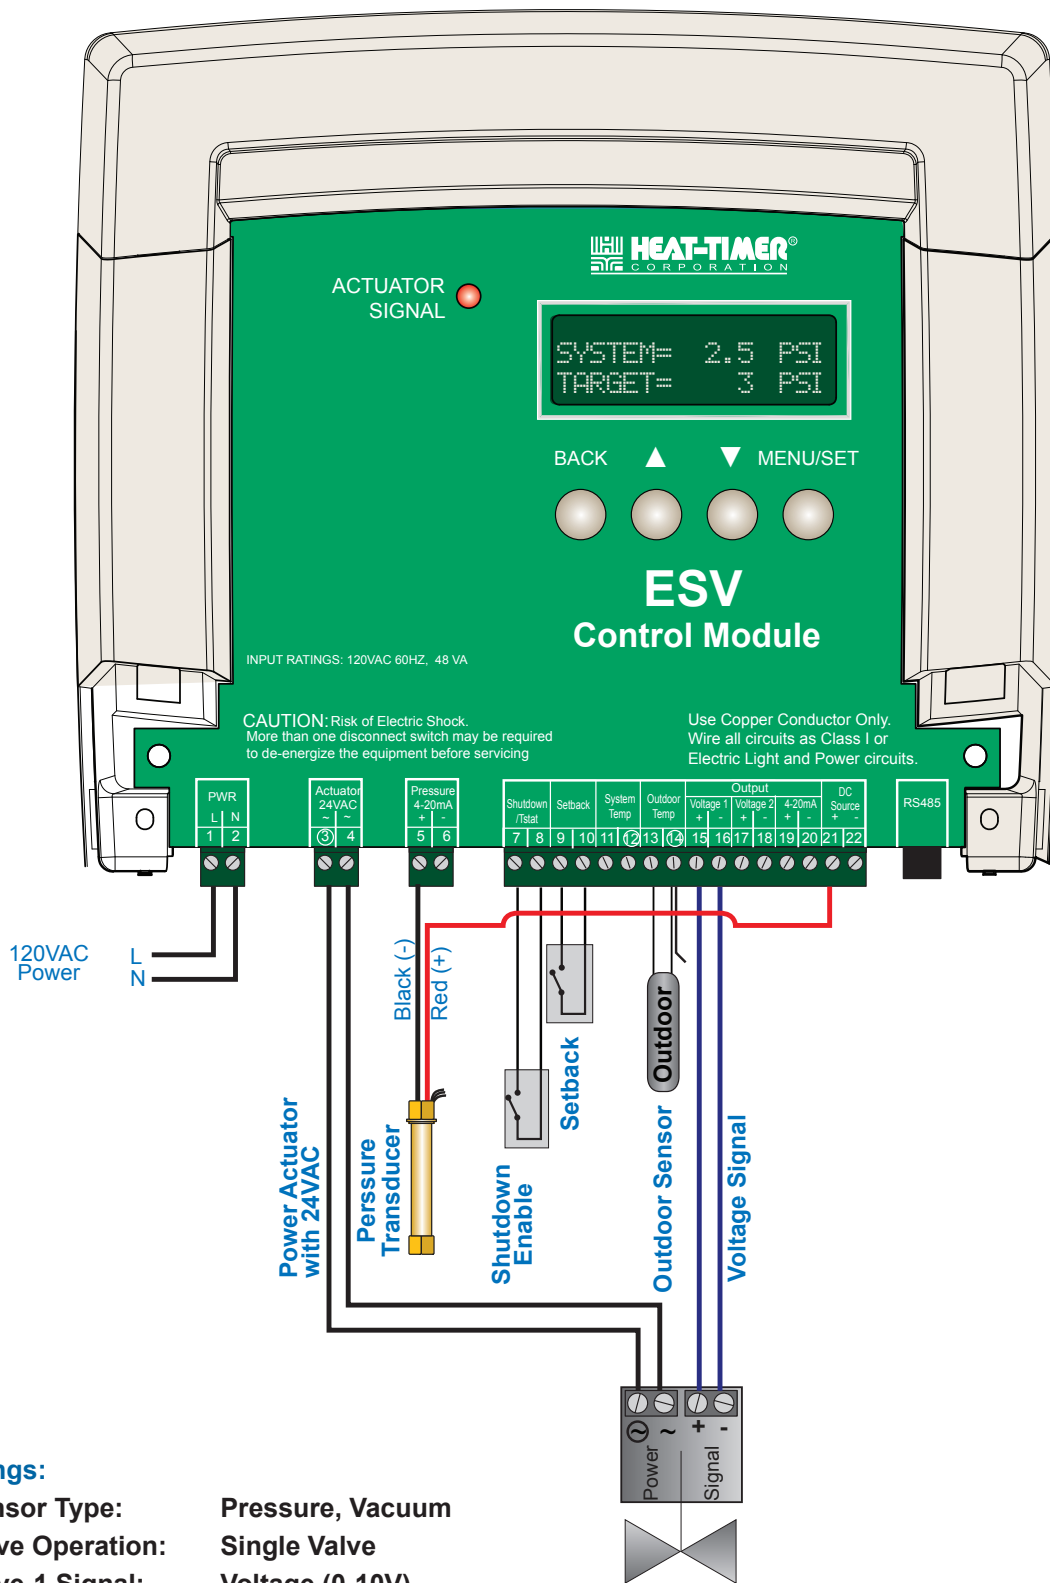 HEAT-TIMER®
CORPORATION
ACTUATOR
SIGNAL
SYSTEM= 2.5 PSI
TARGET= 3 PSI
BACK ▲ ▼ MENU/SET
ESV
Control Module
INPUT RATINGS: 120VAC 60HZ, 48 VA
CAUTION: Risk of Electric Shock.
More than one disconnect switch may be required
to de-energize the equipment before servicing
Use Copper Conductor Only.
Wire all circuits as Class I or
Electric Light and Power circuits.
PWR
L N
1 2
Actuator
24VAC
~ ~
3 4
Pressure
4-20mA
+ -
5 6
Shutdown
/Tstat
7 8
Setback
9 10
System
Temp
11 12
Outdoor
Temp
13 14
Output
Voltage 1
+ -
15 16
Voltage 2
+ -
17 18
4-20mA
+ -
19 20
DC
Source
+ -
21 22
RS485
120VAC
Power
L
N
Black (-)
Red (+)
Power Actuator
with 24VAC
Perssure
Transducer
Shutdown
Enable
Setback
Outdoor
Outdoor Sensor
Voltage Signal
~ ~ + -
Power
Signal
ngs:
nsor Type: Pressure, Vacuum
ve Operation: Single Valve
ve 1 Signal: Voltage (0-10V)